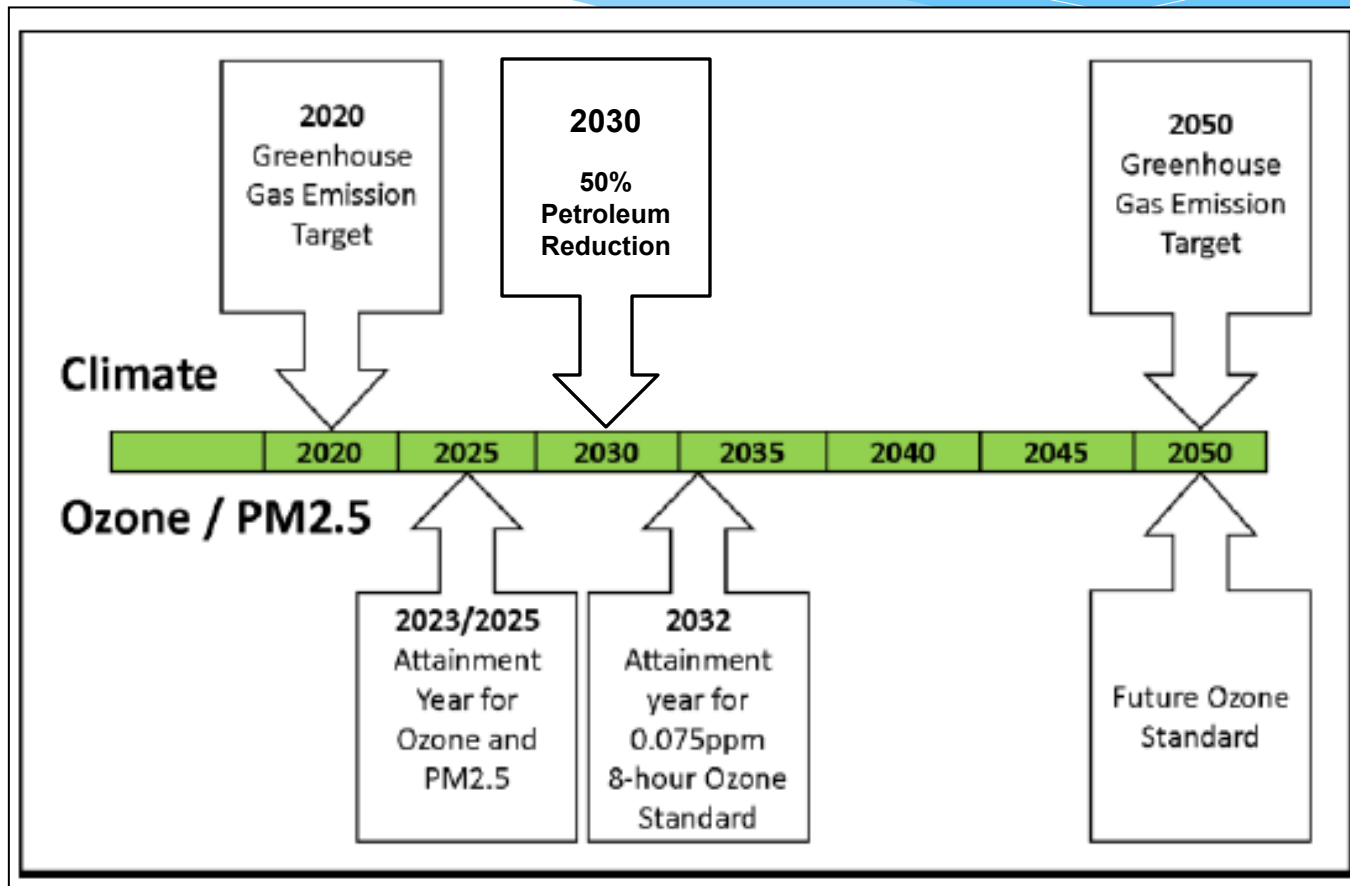 2020
Greenhouse
Gas Emission
Target
2030
50%
Petroleum
Reduction
2050
Greenhouse
Gas Emission
Target
Climate
2020 2025 2030 2035 2040 2045 2050
Ozone / PM2.5
2023/2025
Attainment
Year for
Ozone and
PM2.5
2032
Attainment
year for
0.075ppm
8-hour Ozone
Standard
Future Ozone
Standard